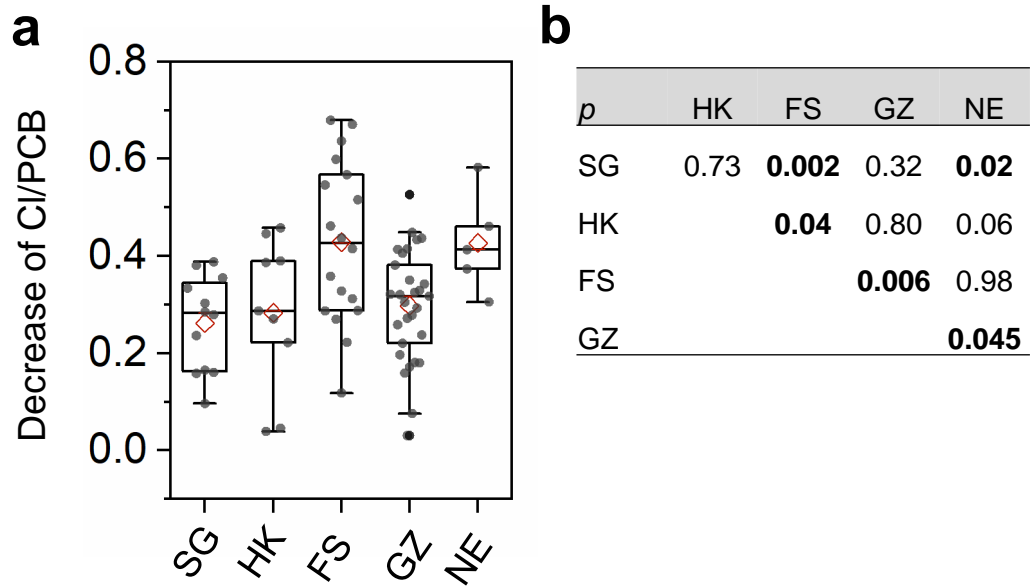 a
Decrease of Cl/PCB
0.8
0.6
0.4
0.2
0.0
SG HK FS GZ NE
b
p HK FS GZ NE
SG 0.73 0.002 0.32 0.02
HK 0.04 0.80 0.06
FS 0.006 0.98
GZ 0.045